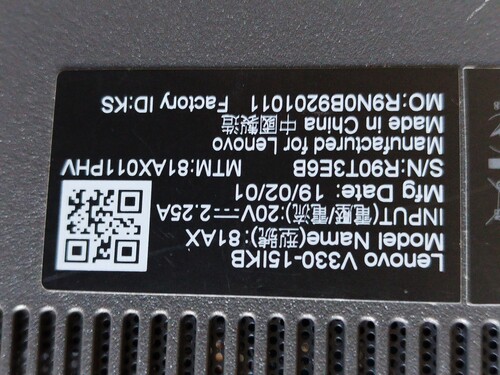 Lenovo V330-15IKB
Model Name(型號):81AX
INPUT(電壓/電流):20V⎓2.25A
Mfg Date: 19/02/01
S/N:R90T3E6B MTM:81AX011PHV
Manufactured for Lenovo
Made in China 中國製造
MO:R9N0B9201011 Factory ID:KS